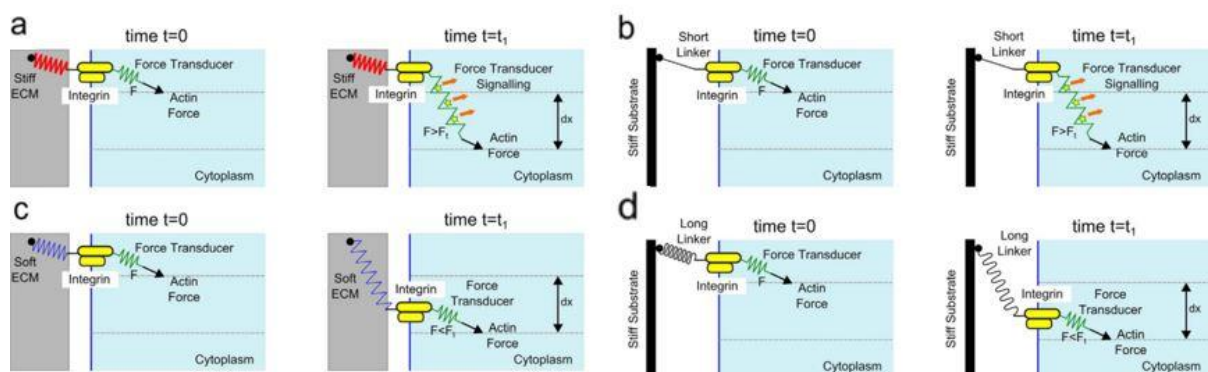 a
time t=0
Stiff
ECM
Integrin
Force Transducer
F
Actin
Force
Cytoplasm
time t=t1
Stiff
ECM
Integrin
Force Transducer
Signalling
F>Ft
dx
Actin
Force
Cytoplasm
b
time t=0
Stiff Substrate
Short
Linker
Integrin
Force Transducer
F
Actin
Force
Cytoplasm
time t=t1
Stiff Substrate
Short
Linker
Integrin
Force Transducer
Signalling
F>Ft
dx
Actin
Force
Cytoplasm
c
time t=0
Soft
ECM
Integrin
Force Transducer
F
Actin
Force
Cytoplasm
time t=t1
Soft
ECM
Integrin
Force
Transducer
F<Ft
dx
Actin
Force
Cytoplasm
d
time t=0
Stiff Substrate
Long
Linker
Integrin
Force Transducer
F
Actin
Force
Cytoplasm
time t=t1
Stiff Substrate
Long
Linker
Integrin
Force
Transducer
F<Ft
dx
Actin
Force
Cytoplasm